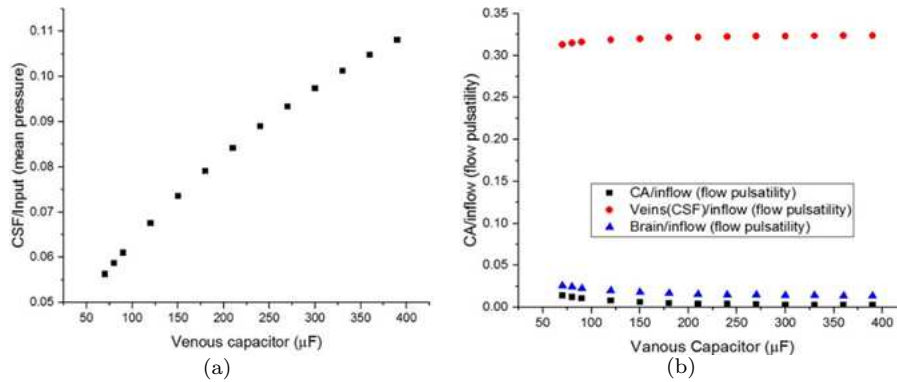 CSF/Input (mean pressure)
0.11
0.10
0.09
0.08
0.07
0.06
0.05
50 100 150 200 250 300 350 400
Venous capacitor (μF)
(a)
CA/inflow (flow pulsatility)
0.35
0.30
0.25
0.20
0.15
0.10
0.05
0.00
CA/inflow (flow pulsatility)
Veins(CSF)/inflow (flow pulsatility)
Brain/inflow (flow pulsatility)
50 100 150 200 250 300 350 400
Vanous Capacitor (μF)
(b)